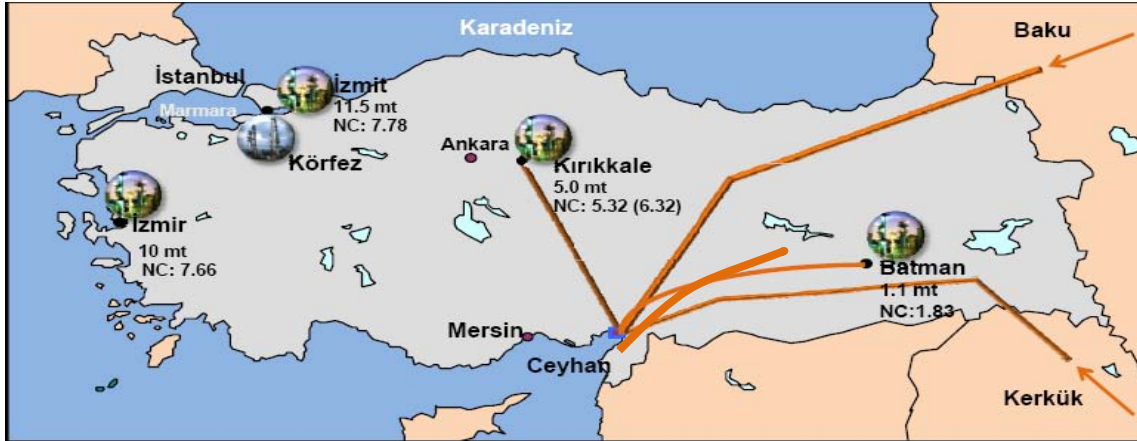 Karadeniz
Baku
İstanbul
İzmit
11.5 mt
NC: 7.78
Marmara
Körfez
Ankara
Kırıkkale
5.0 mt
NC: 5.32 (6.32)
İzmir
10 mt
NC: 7.66
Batman
1.1 mt
NC:1.83
Mersin
Ceyhan
Kerkük